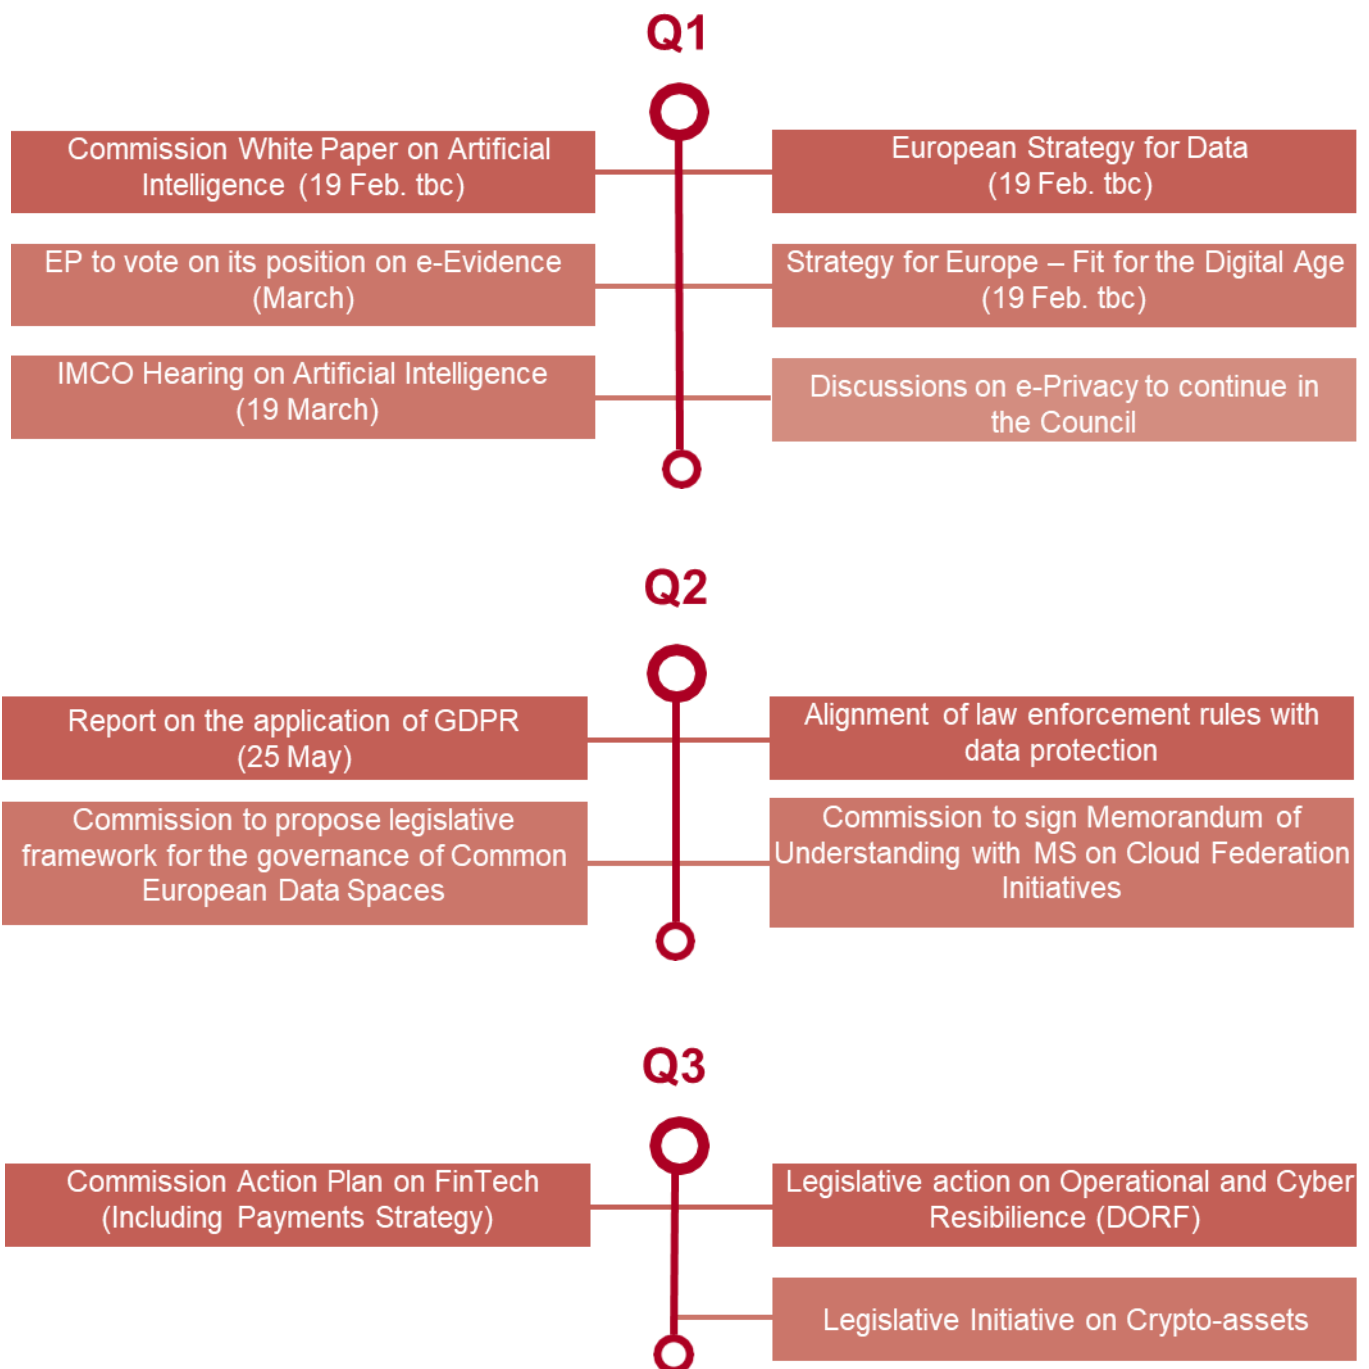 Q1
Commission White Paper on Artificial
Intelligence (19 Feb. tbc)
European Strategy for Data
(19 Feb. tbc)
EP to vote on its position on e-Evidence
(March)
Strategy for Europe – Fit for the Digital Age
(19 Feb. tbc)
IMCO Hearing on Artificial Intelligence
(19 March)
Discussions on e-Privacy to continue in
the Council
Q2
Report on the application of GDPR
(25 May)
Alignment of law enforcement rules with
data protection
Commission to propose legislative
framework for the governance of Common
European Data Spaces
Commission to sign Memorandum of
Understanding with MS on Cloud Federation
Initiatives
Q3
Commission Action Plan on FinTech
(Including Payments Strategy)
Legislative action on Operational and Cyber
Resibilience (DORF)
Legislative Initiative on Crypto-assets